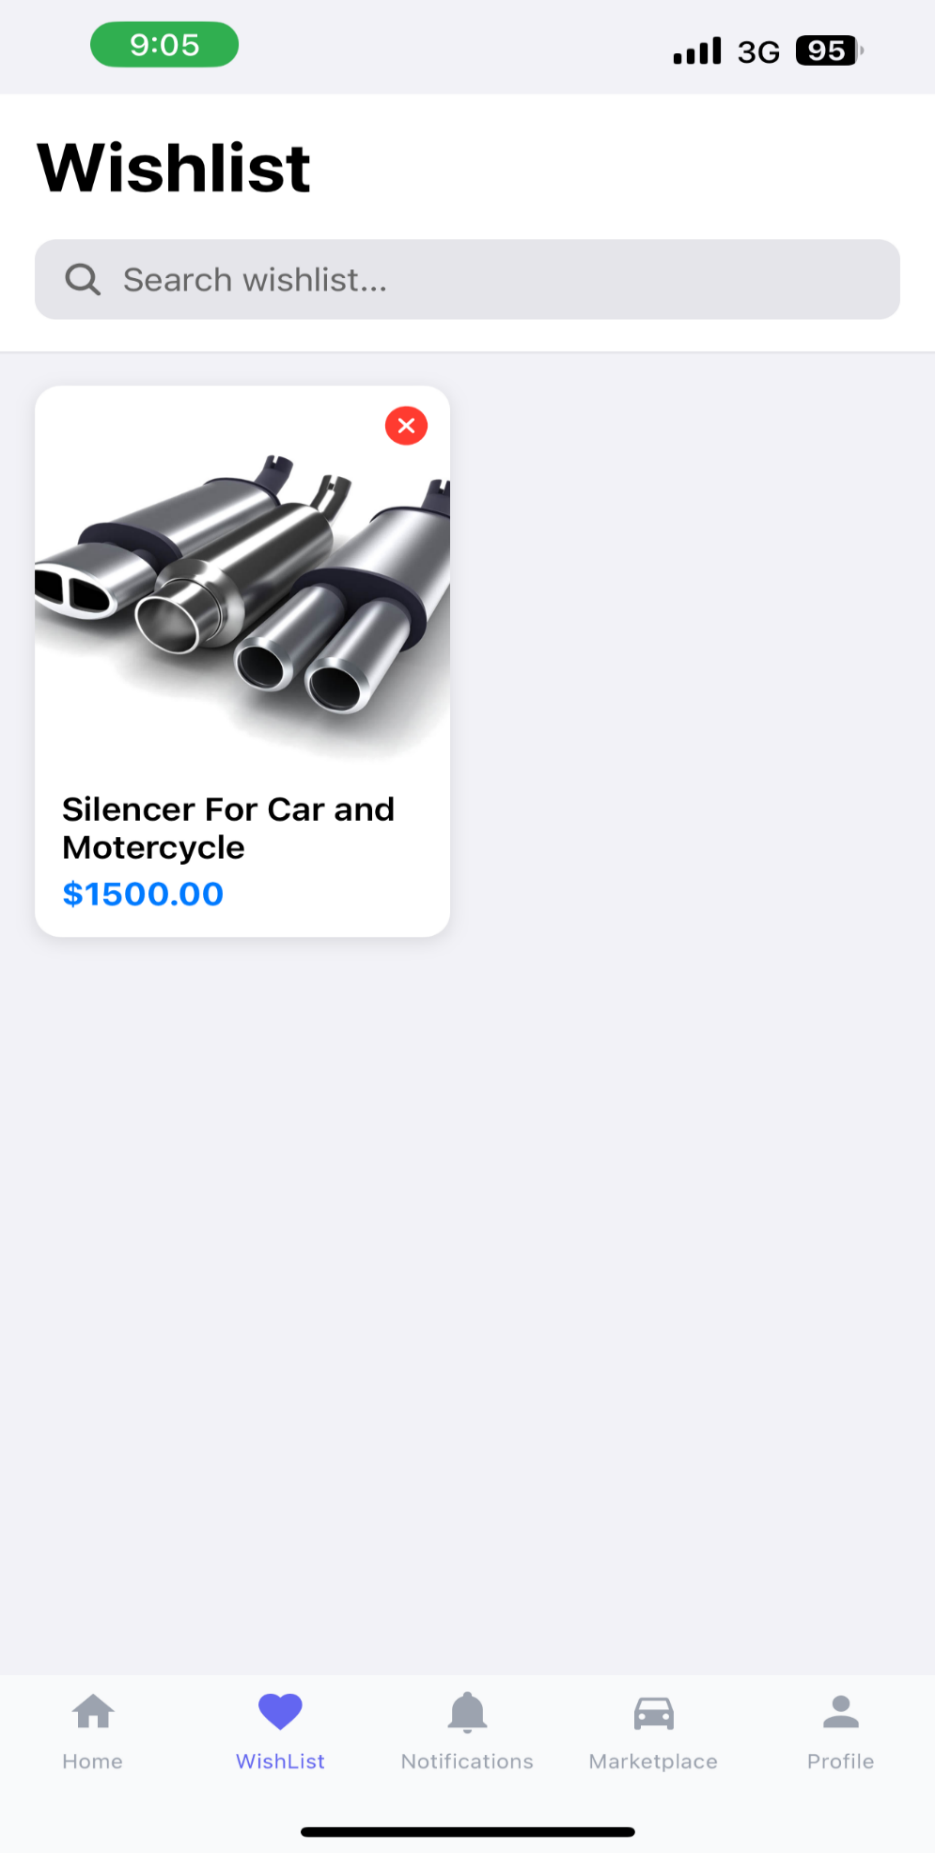 9:05
3G
95
Wishlist
Search wishlist...
Silencer For Car and
Motercycle
$1500.00
Home
WishList
Notifications
Marketplace
Profile